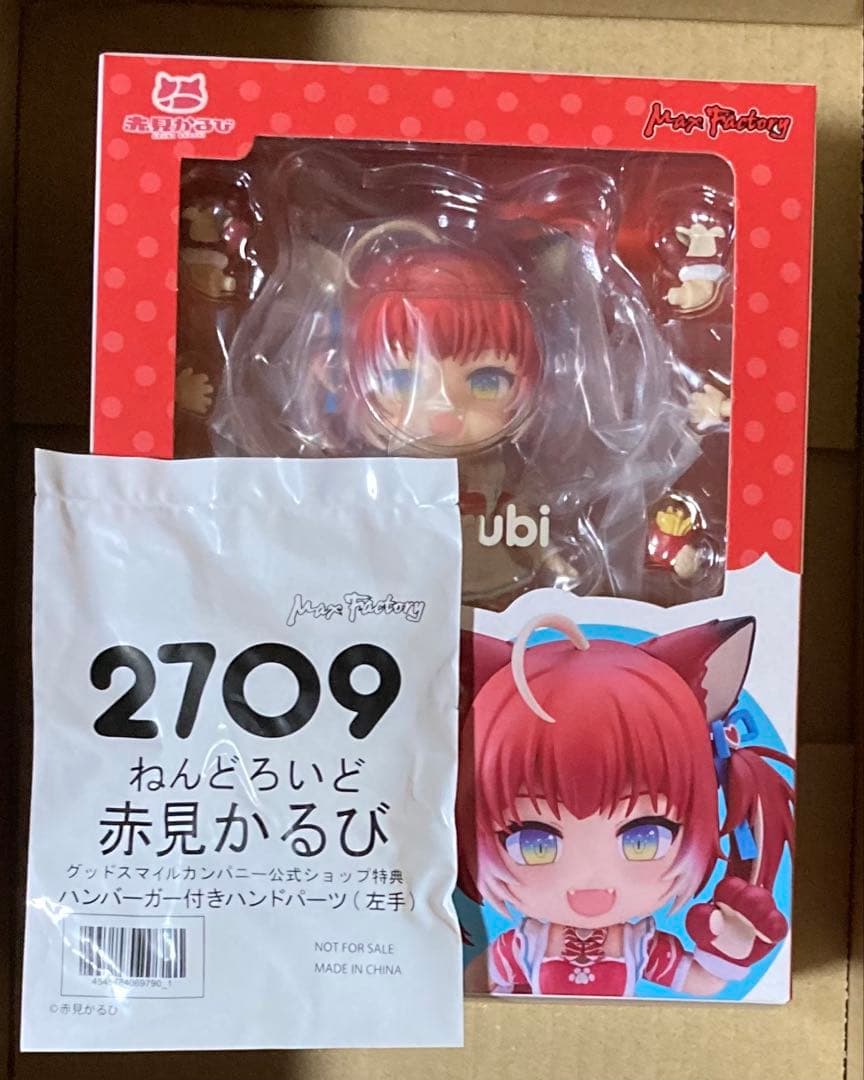 赤見かるび
Max Factory
rubi
Max Factory
2709
ねんどろいど
赤見かるび
グッドスマイルカンパニー公式ショップ特典
ハンバーガー付きハンドパーツ(左手)
NOT FOR SALE
MADE IN CHINA
©赤見かるび